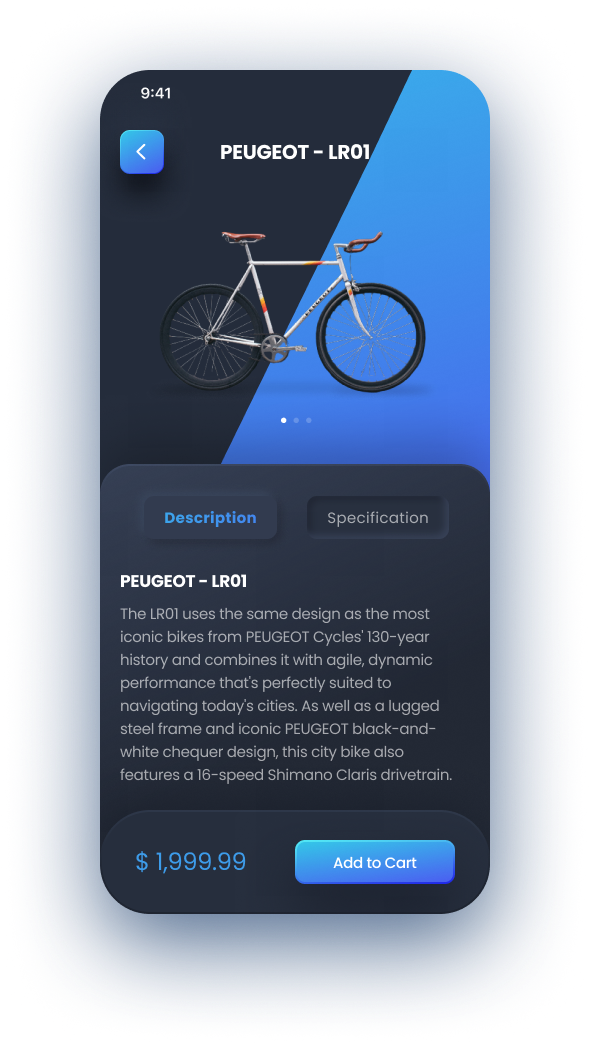 9:41
PEUGEOT - LR01
PEUGEOT
Description
Specification
PEUGEOT - LR01
The LR01 uses the same design as the most
iconic bikes from PEUGEOT Cycles' 130-year
history and combines it with agile, dynamic
performance that's perfectly suited to
navigating today's cities. As well as a lugged
steel frame and iconic PEUGEOT black-and-
white chequer design, this city bike also
features a 16-speed Shimano Claris drivetrain.
$ 1,999.99
Add to Cart